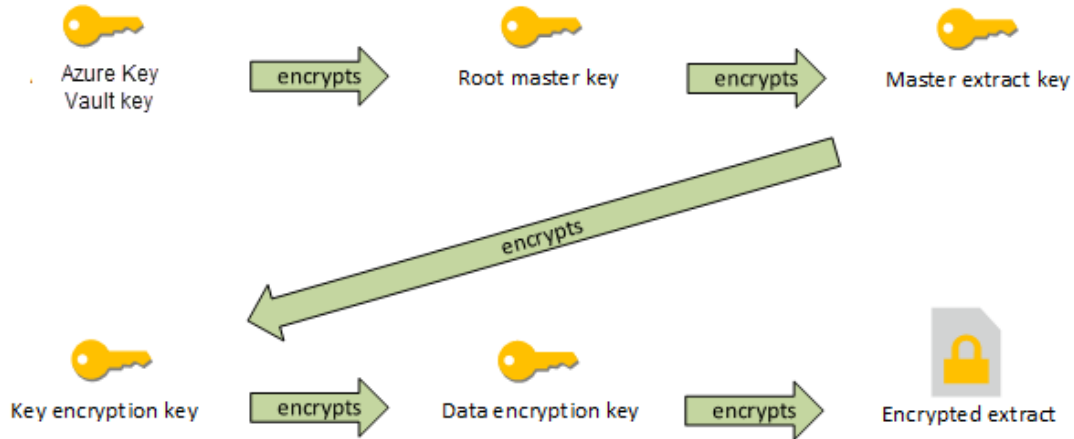 Azure Key
Vault key
encrypts
Root master key
encrypts
Master extract key
encrypts
Key encryption key
encrypts
Data encryption key
encrypts
Encrypted extract